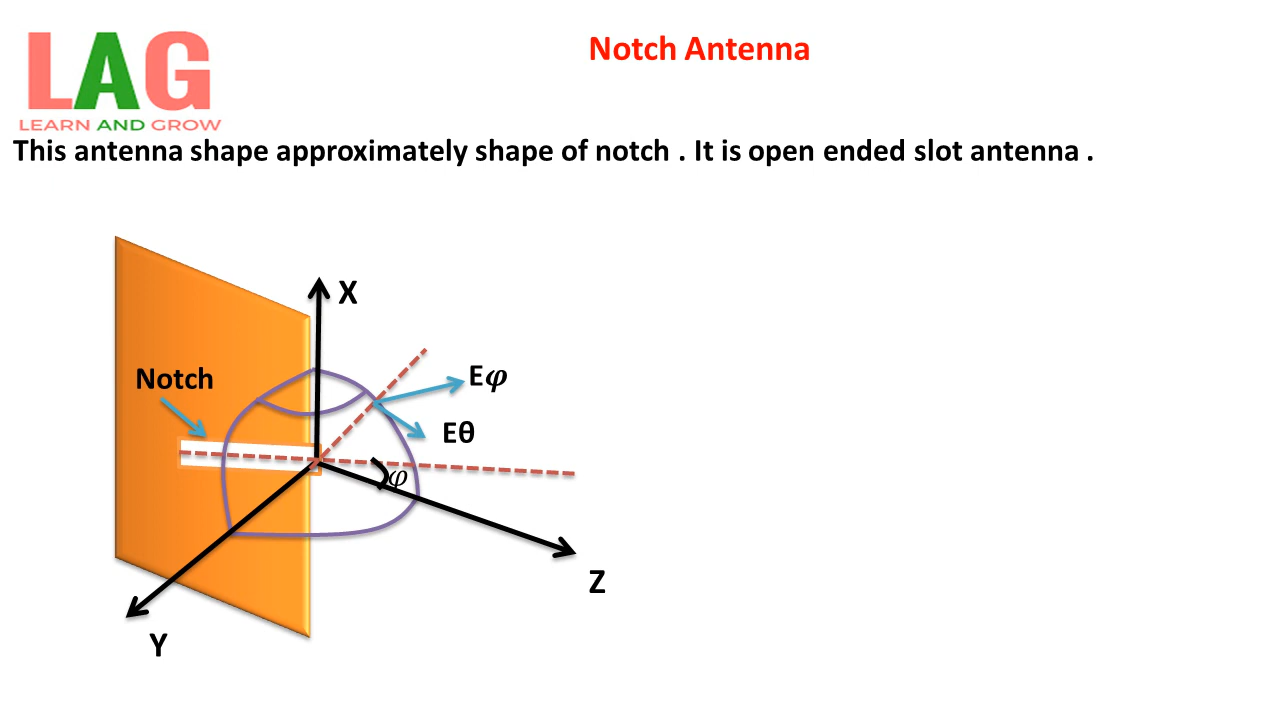 LAG
LEARN AND GROW
Notch Antenna
This antenna shape approximately shape of notch . It is open ended slot antenna .
X
Notch
E𝝋
Eθ
𝜑
Z
Y